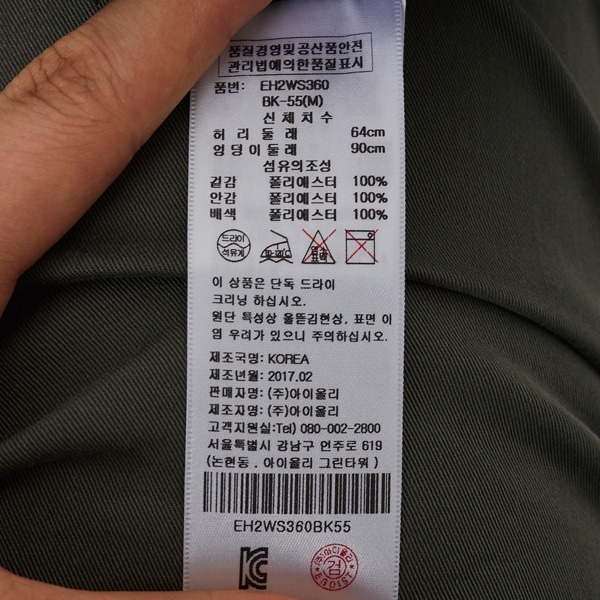 품질경영및공산품안전
관리법에의한품질표시
품번: EH2WS360
BK-55(M)
신체치수
허리둘레 64cm
엉덩이둘레 90cm
섬유의조성
겉감 폴리에스터 100%
안감 폴리에스터 100%
배색 폴리에스터 100%
드라이
석유계
이 상품은 단독 드라이
크리닝 하십시오.
원단 특성상 올뜯김현상, 표면 이
염 우려가 있으니 주의하십시오.
제조국명: KOREA
제조년월: 2017.02
판매자명: (주)아이올리
제조자명: (주)아이올리
고객지원실:Tel) 080-002-2800
서울특별시 강남구 언주로 619
(논현동, 아이올리 그린타워)
EH2WS360BK55
(주)아이올리
검
EGOIST